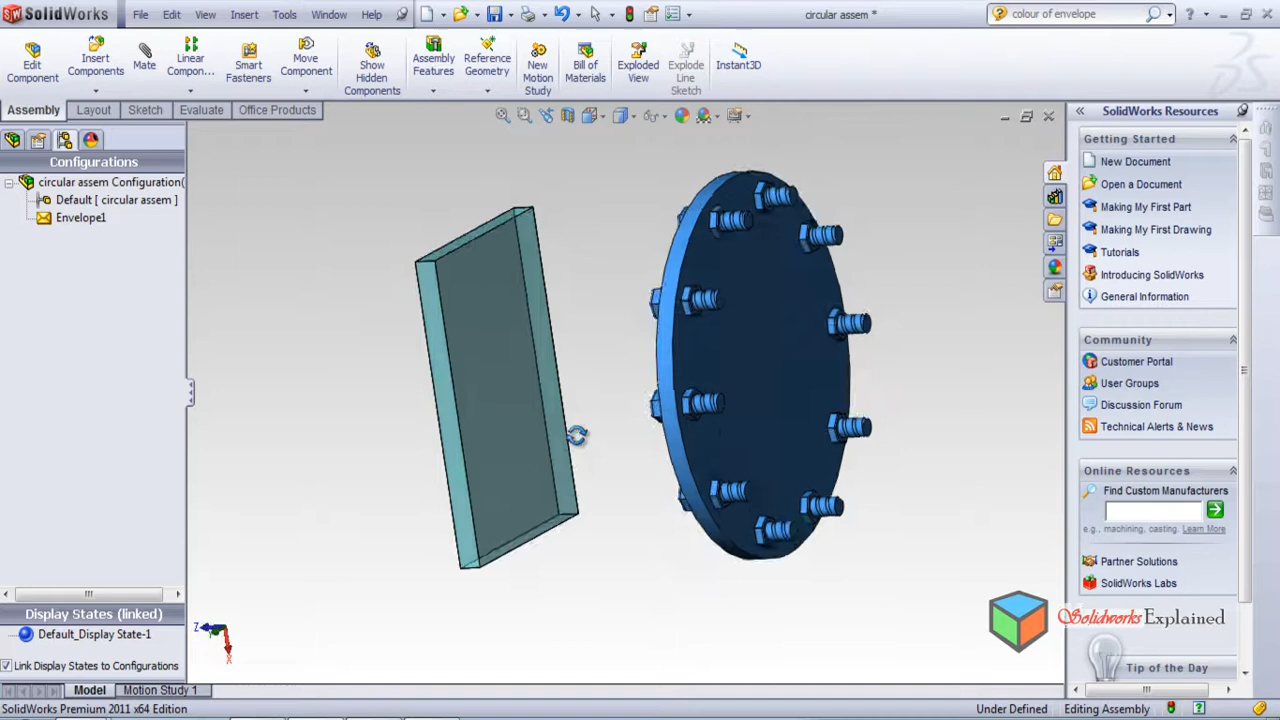 SolidWorks File Edit View Insert Tools Window Help circular assem * colour of envelope
Edit Component
Insert Components
Mate
Linear Compon...
Smart Fasteners
Move Component
Show Hidden Components
Assembly Features
Reference Geometry
New Motion Study
Bill of Materials
Exploded View
Explode Line Sketch
Instant3D
Assembly Layout Sketch Evaluate Office Products
Configurations
circular assem Configuration(
Default [ circular assem ]
Envelope1
SolidWorks Resources
Getting Started
New Document
Open a Document
Making My First Part
Making My First Drawing
Tutorials
Introducing SolidWorks
General Information
Community
Customer Portal
User Groups
Discussion Forum
Technical Alerts & News
Online Resources
Find Custom Manufacturers
e.g., machining, casting. Learn More
Partner Solutions
SolidWorks Labs
Solidworks Explained
Tip of the Day
Display States (linked)
Default_Display State-1
Link Display States to Configurations
Z
Y
X
Model Motion Study 1
SolidWorks Premium 2011 x64 Edition Under Defined Editing Assembly